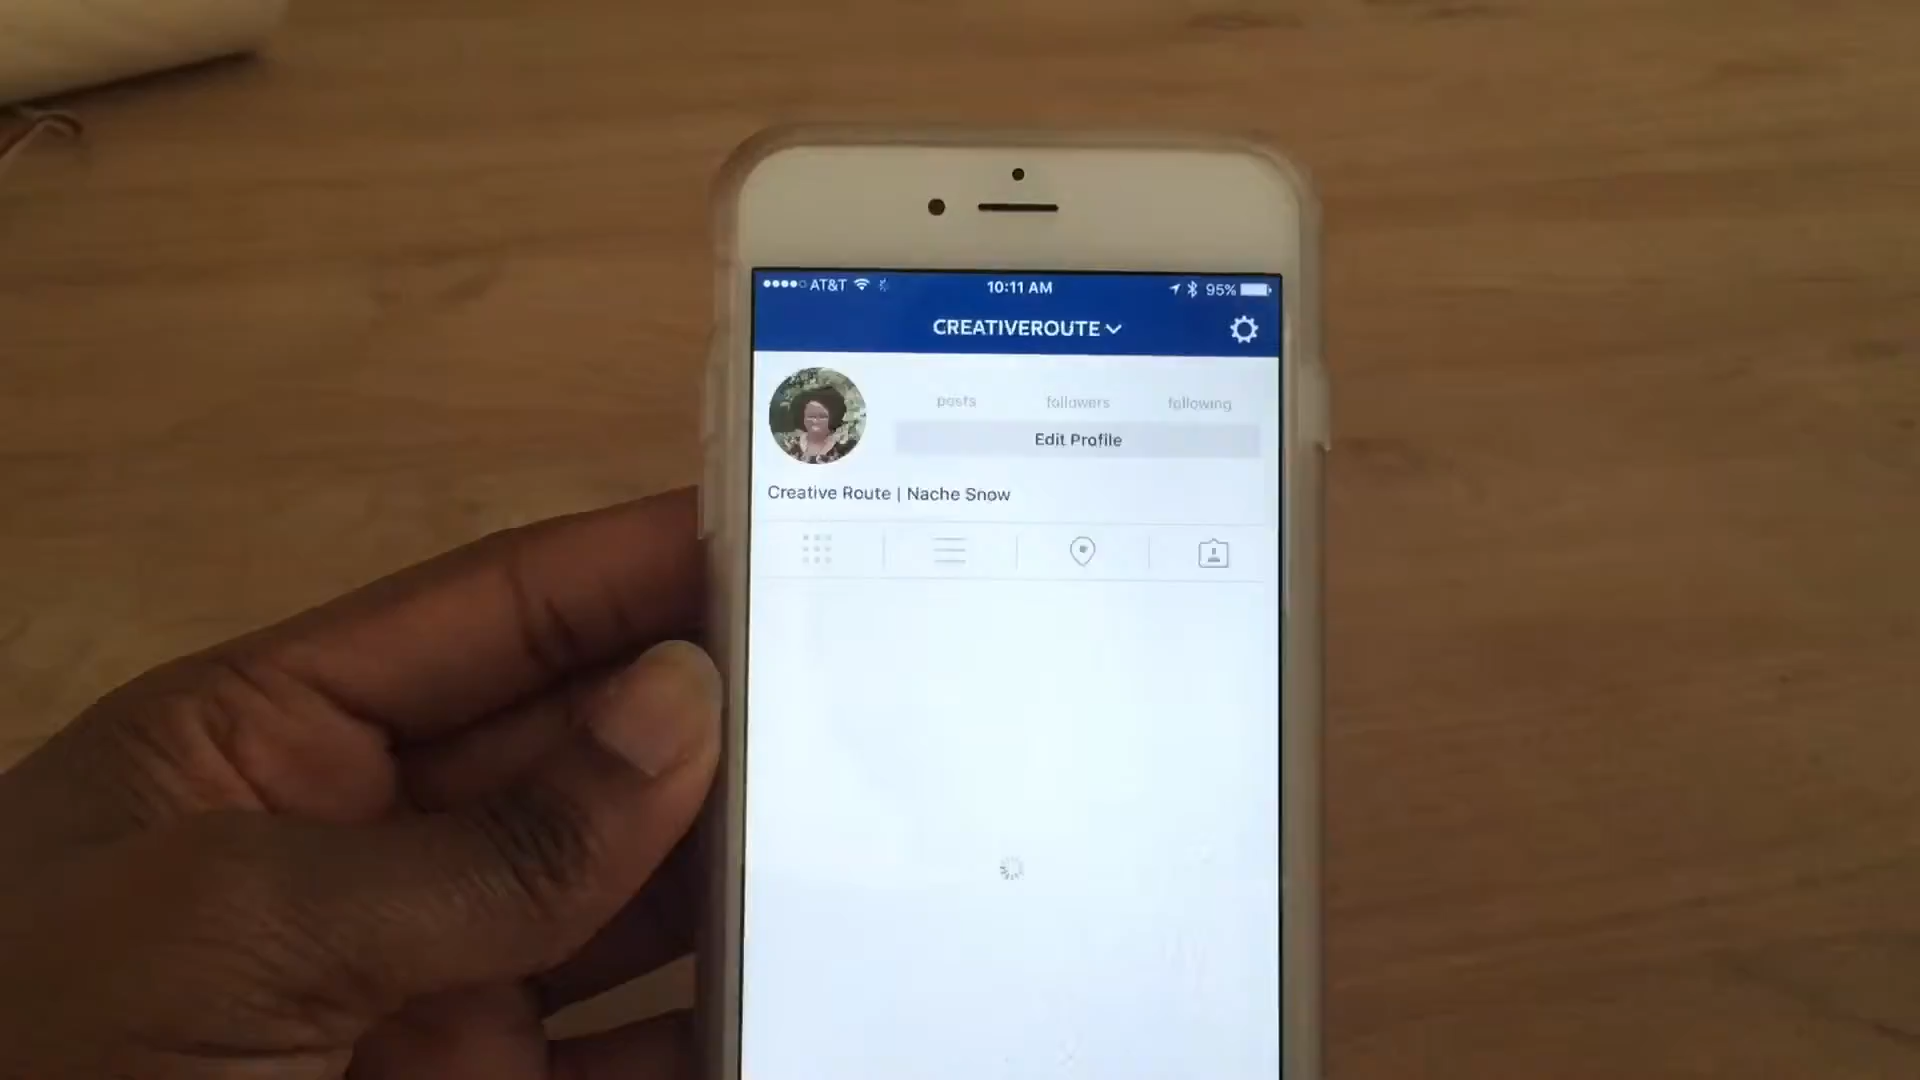 AT&T 10:11 AM 95%
CREATIVEROUTE
posts followers following
Edit Profile
Creative Route | Nache Snow